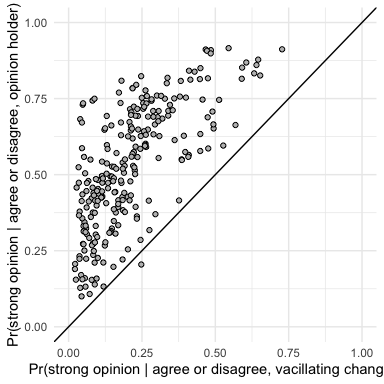 Pr(strong opinion | agree or disagree, opinion holder)
1.00
0.75
0.50
0.25
0.00
0.00 0.25 0.50 0.75 1.00
Pr(strong opinion | agree or disagree, vacillating chang